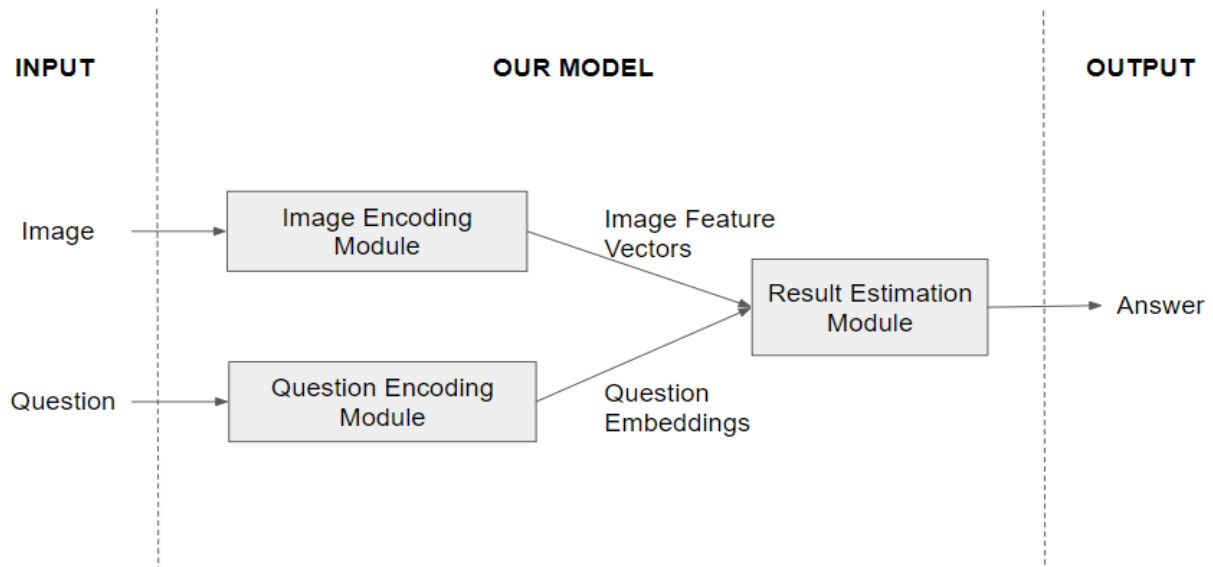 INPUT
OUR MODEL
OUTPUT
Image
Image Encoding
Module
Image Feature
Vectors
Result Estimation
Module
Answer
Question
Question Encoding
Module
Question
Embeddings